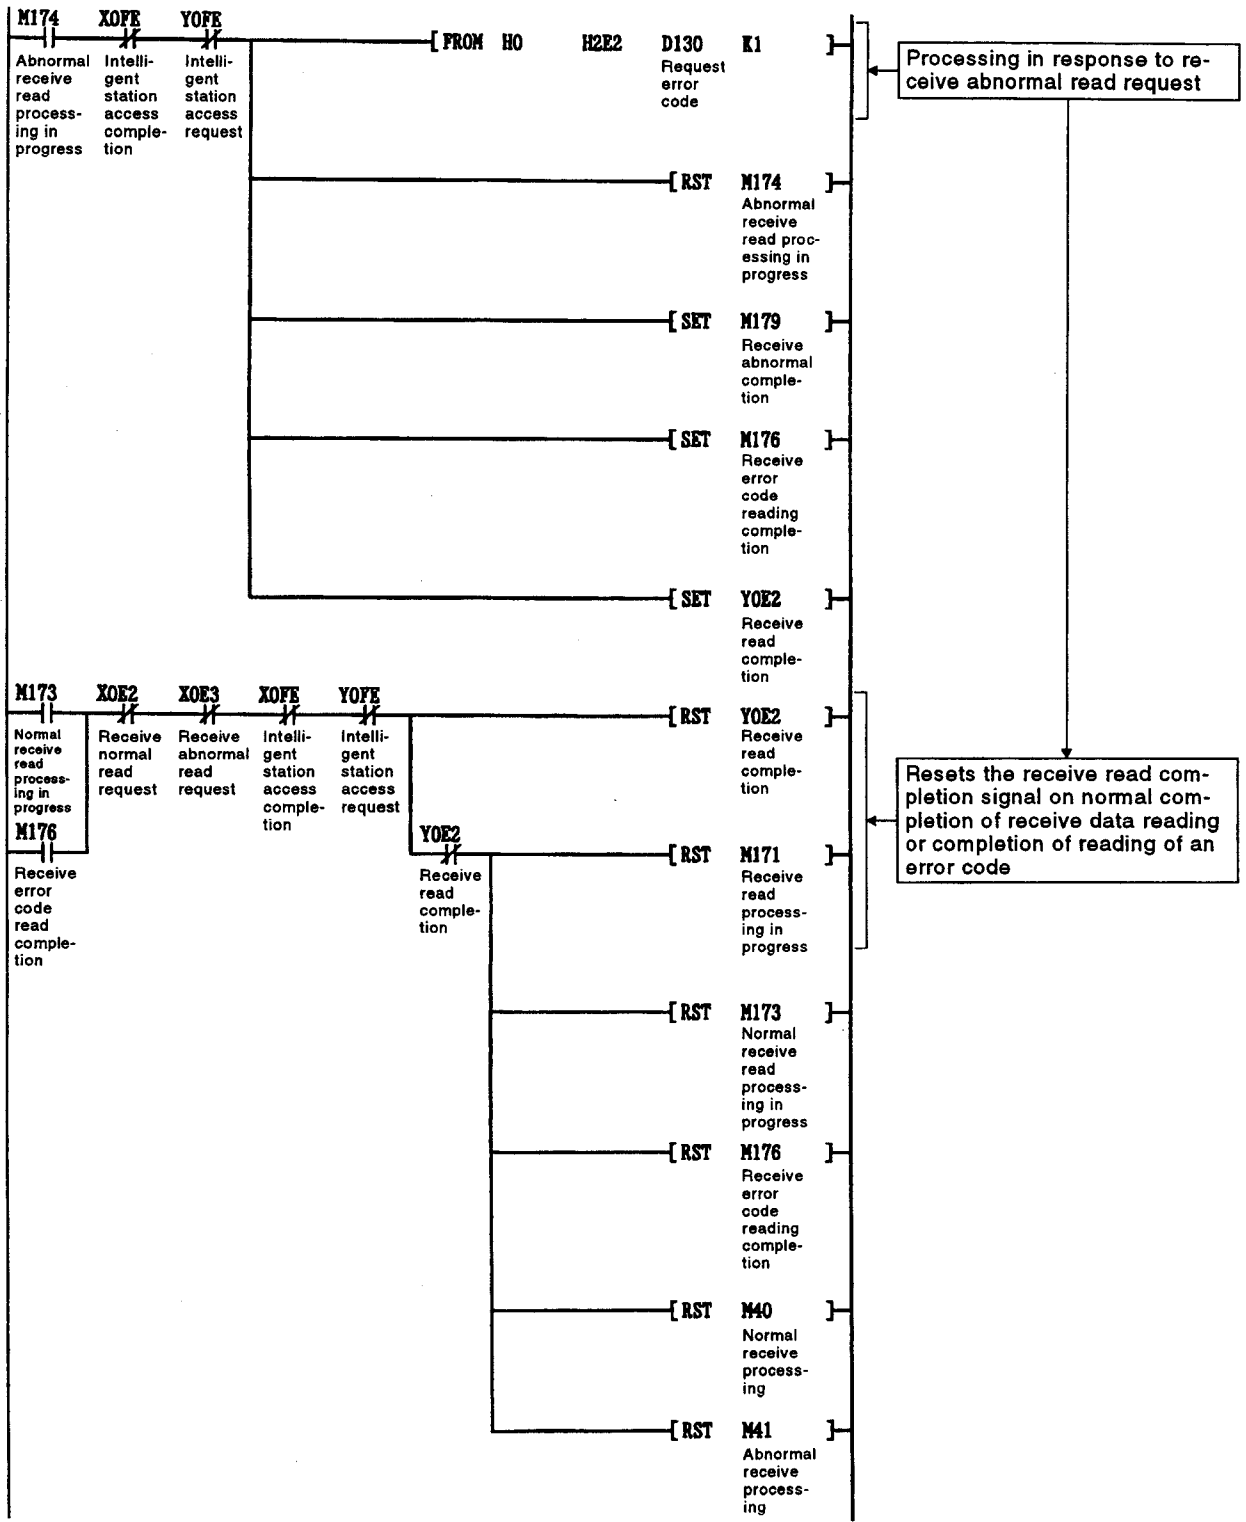 M174 X0FE Y0FE
[ FROM H0 H2E2 D130 K1 ]
Abnormal
receive
read
process-
ing in
progress
Intelli-
gent
station
access
comple-
tion
Intelli-
gent
station
access
request
Request
error
code
Processing in response to re-
ceive abnormal read request
[ RST M174 ]
Abnormal
receive
read proc-
essing in
progress
[ SET M179 ]
Receive
abnormal
comple-
tion
[ SET M176 ]
Receive
error
code
reading
comple-
tion
[ SET Y0E2 ]
Receive
read
comple-
tion
M173 X0E2 X0E3 X0FE Y0FE
[ RST Y0E2 ]
Normal
receive
read
process-
ing in
progress
Receive
normal
read
request
Receive
abnormal
read
request
Intelli-
gent
station
access
comple-
tion
Intelli-
gent
station
access
request
Receive
read
comple-
tion
Resets the receive read com-
pletion signal on normal com-
pletion of receive data reading
or completion of reading of an
error code
M176
Receive
error
code
read
comple-
tion
Y0E2
Receive
read
comple-
tion
[ RST M171 ]
Receive
read
process-
ing in
progress
[ RST M173 ]
Normal
receive
read
process-
ing in
progress
[ RST M176 ]
Receive
error
code
reading
comple-
tion
[ RST M40 ]
Normal
receive
process-
ing
[ RST M41 ]
Abnormal
receive
process-
ing